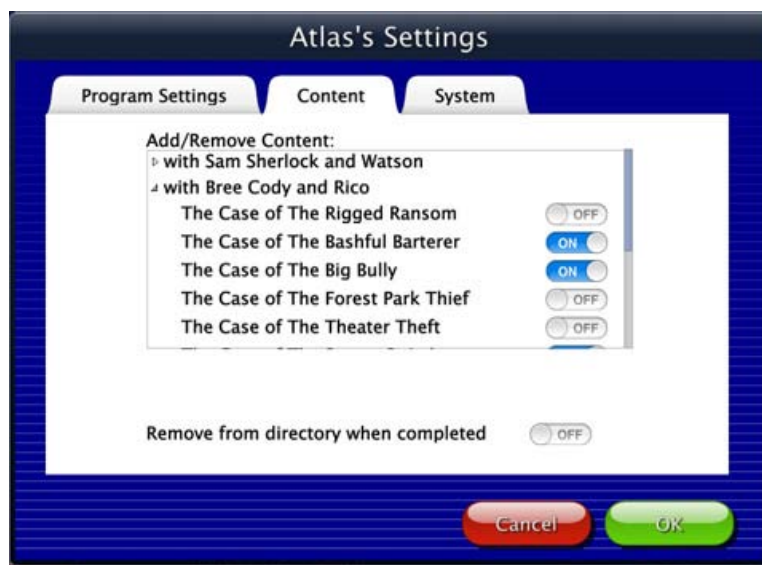 Atlas's Settings
Program Settings Content System
Add/Remove Content:
with Sam Sherlock and Watson
with Bree Cody and Rico
The Case of The Rigged Ransom OFF
The Case of The Bashful Barterer ON
The Case of The Big Bully ON
The Case of The Forest Park Thief OFF
The Case of The Theater Theft OFF
Remove from directory when completed OFF
Cancel OK